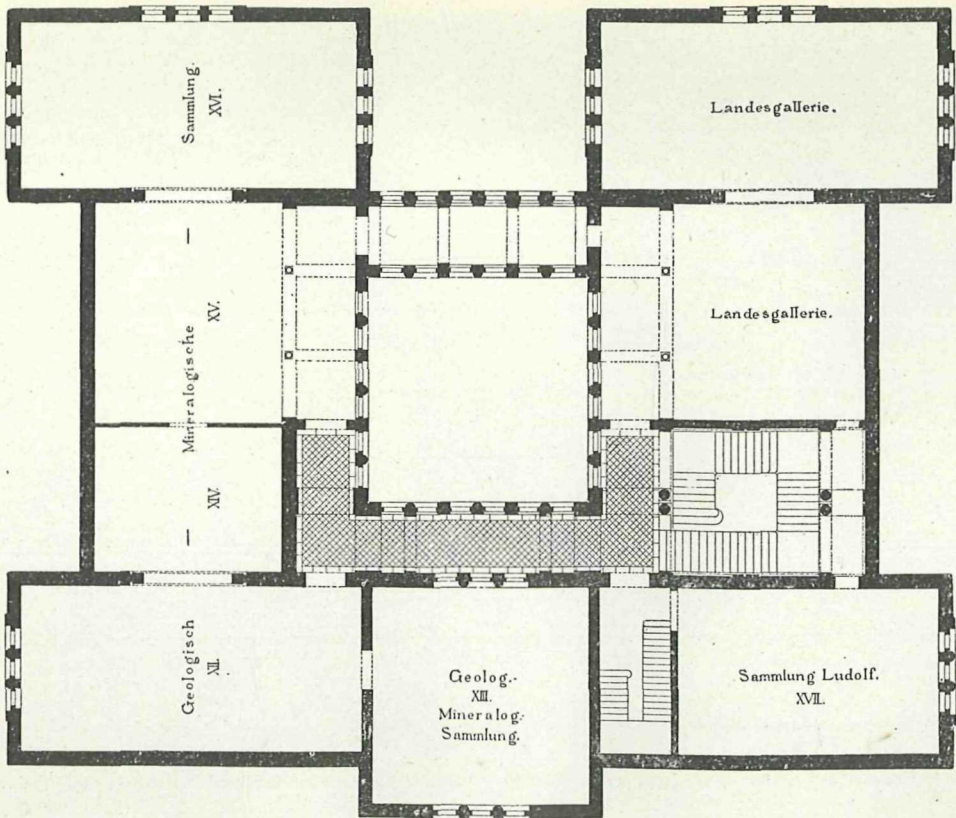 Sammlung.
XVI.
Landesgallerie.
Mineralogische
XV.
Landesgallerie.
XIV.
Geologisch
XII.
Geolog.-
XIII.
Mineralog.-
Sammlung.
Sammlung Ludolf.
XVII.